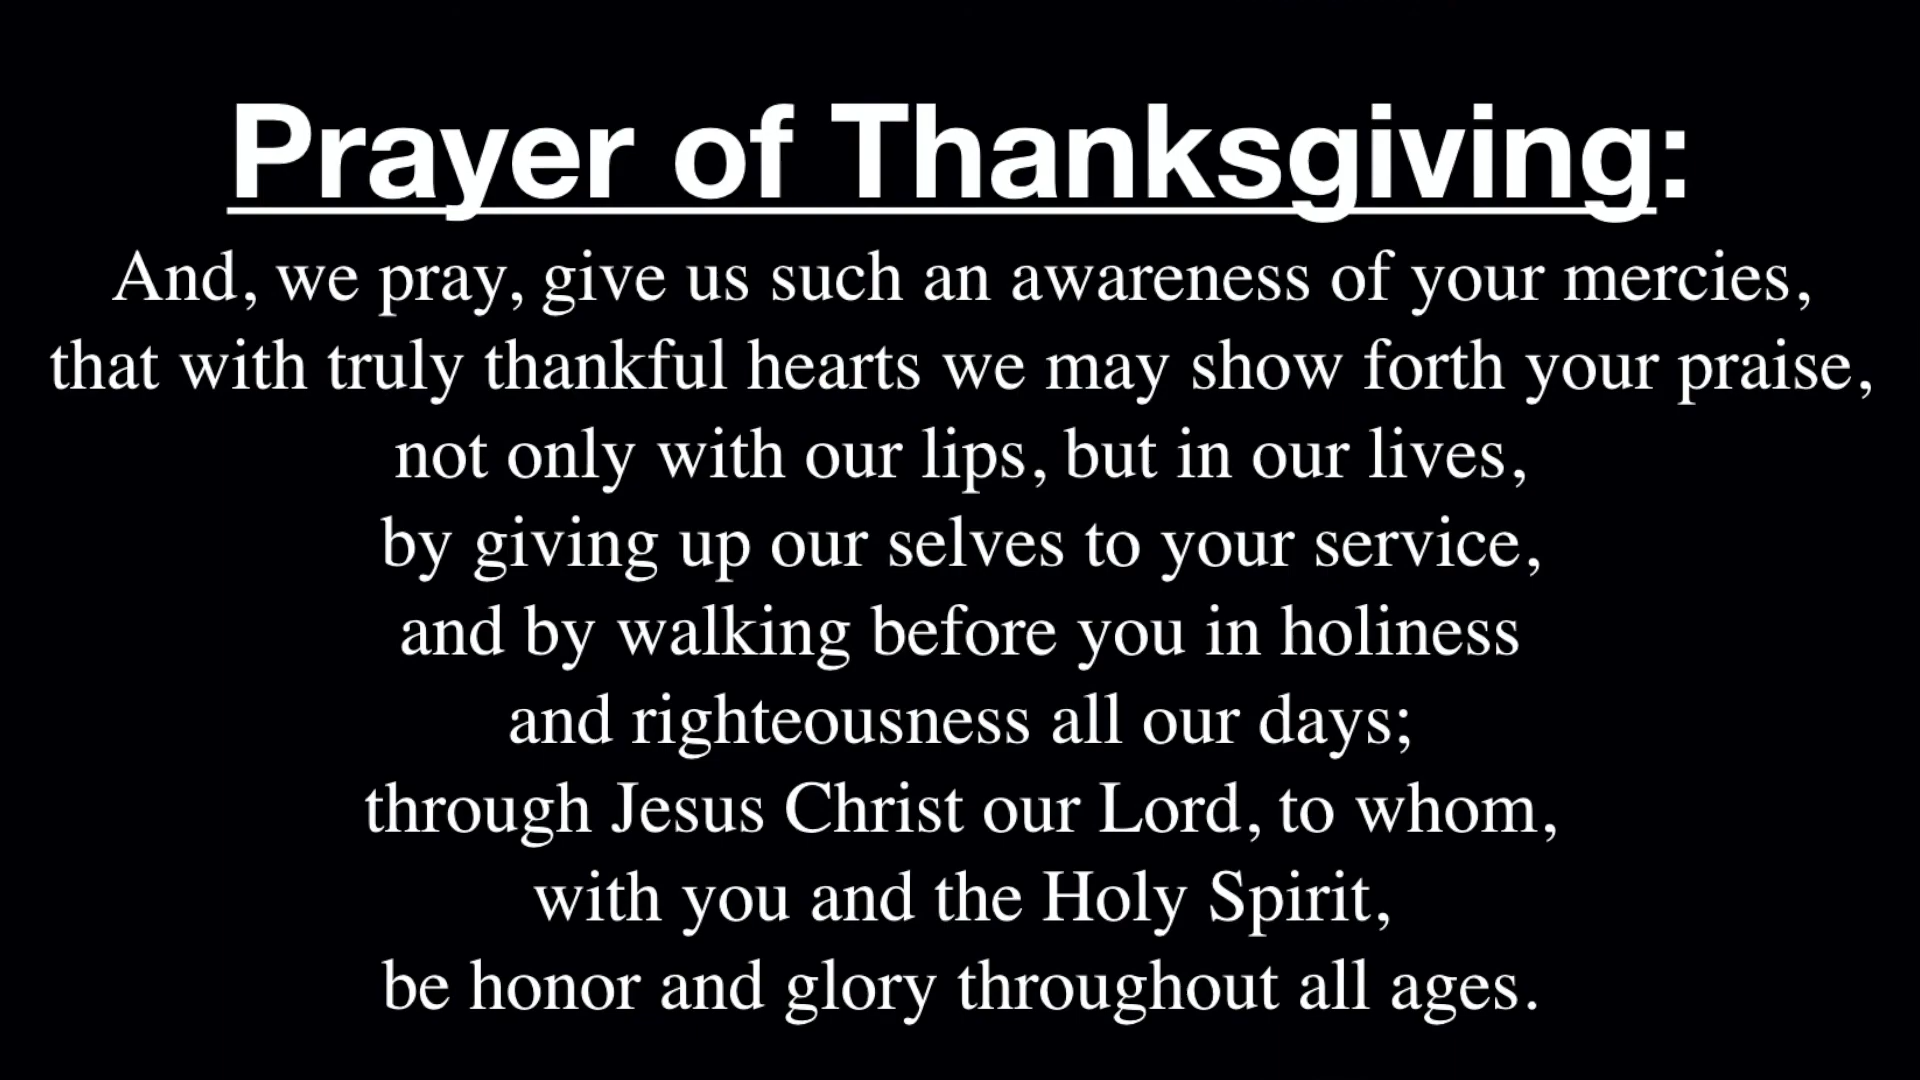 Prayer of Thanksgiving:
And, we pray, give us such an awareness of your mercies,
that with truly thankful hearts we may show forth your praise,
not only with our lips, but in our lives,
by giving up our selves to your service,
and by walking before you in holiness
and righteousness all our days;
through Jesus Christ our Lord, to whom,
with you and the Holy Spirit,
be honor and glory throughout all ages.